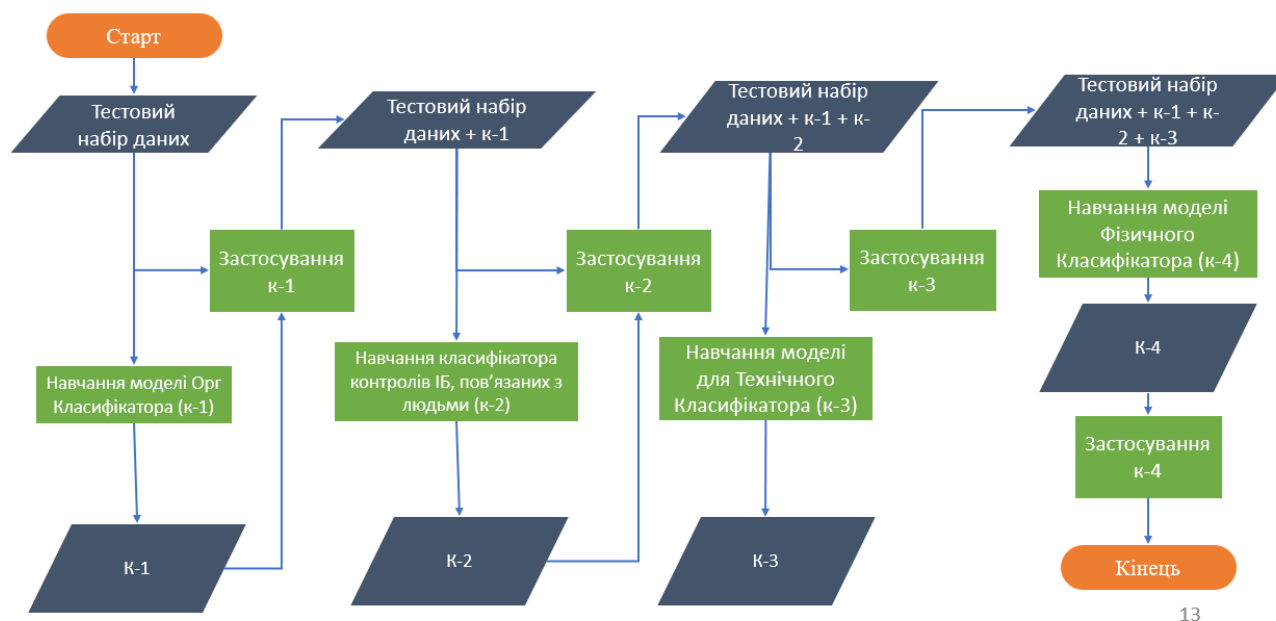 Старт
Тестовий
набір даних
Застосування
к-1
Навчання моделі Орг
Класифікатора (к-1)
К-1
Тестовий набір
даних + к-1
Застосування
к-2
Навчання класифікатора
контролів ІБ, пов’язаних з
людьми (к-2)
К-2
Тестовий набір
даних + к-1 + к-
2
Застосування
к-3
Навчання моделі
для Технічного
Класифікатора (к-3)
К-3
Тестовий набір
даних + к-1 + к-
2 + к-3
Навчання моделі
Фізичного
Класифікатора (к-4)
К-4
Застосування
к-4
Кінець
13